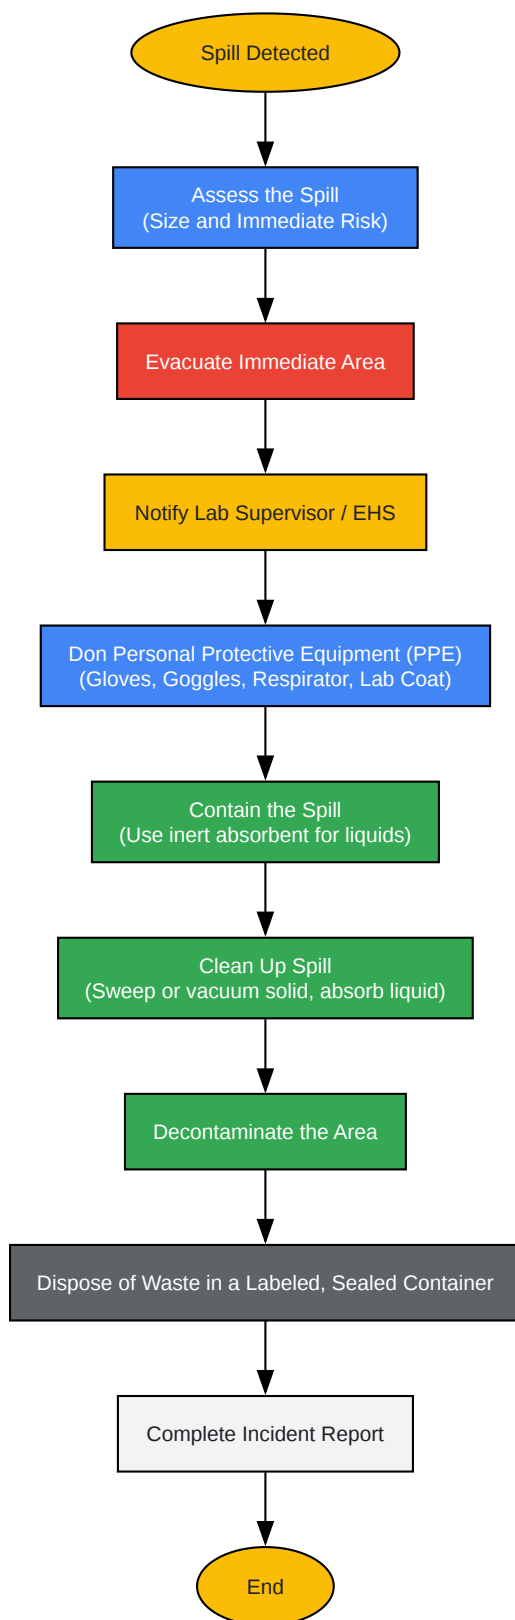 Spill Detected
Assess the Spill
(Size and Immediate Risk)
Evacuate Immediate Area
Notify Lab Supervisor / EHS
Don Personal Protective Equipment (PPE)
(Gloves, Goggles, Respirator, Lab Coat)
Contain the Spill
(Use inert absorbent for liquids)
Clean Up Spill
(Sweep or vacuum solid, absorb liquid)
Decontaminate the Area
Dispose of Waste in a Labeled, Sealed Container
Complete Incident Report
End